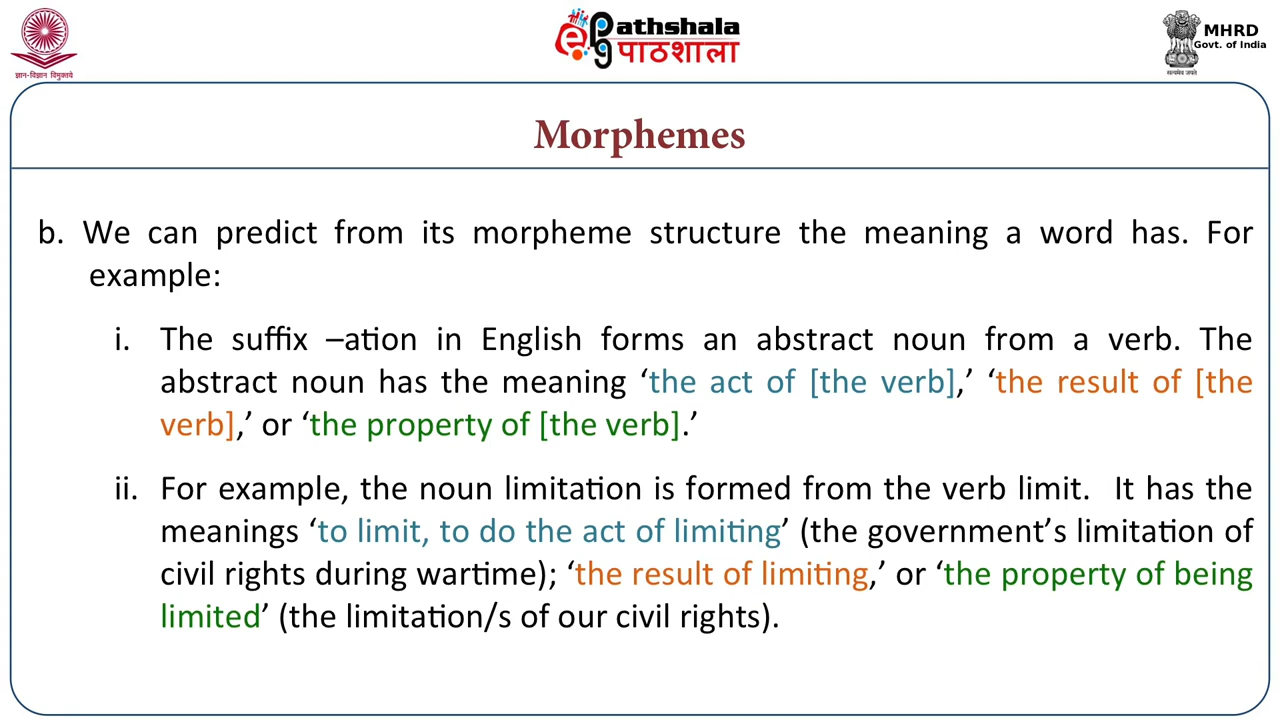 ज्ञान-विज्ञान विमुक्तये
ePathshala
पाठशाला
MHRD
Govt. of India
सत्यमेव जयते
Morphemes
b. We can predict from its morpheme structure the meaning a word has. For
example:
i. The suffix –ation in English forms an abstract noun from a verb. The
abstract noun has the meaning ‘the act of [the verb],’ ‘the result of [the
verb],’ or ‘the property of [the verb].’
ii. For example, the noun limitation is formed from the verb limit.  It has the
meanings ‘to limit, to do the act of limiting’ (the government’s limitation of
civil rights during wartime); ‘the result of limiting,’ or ‘the property of being
limited’ (the limitation/s of our civil rights).